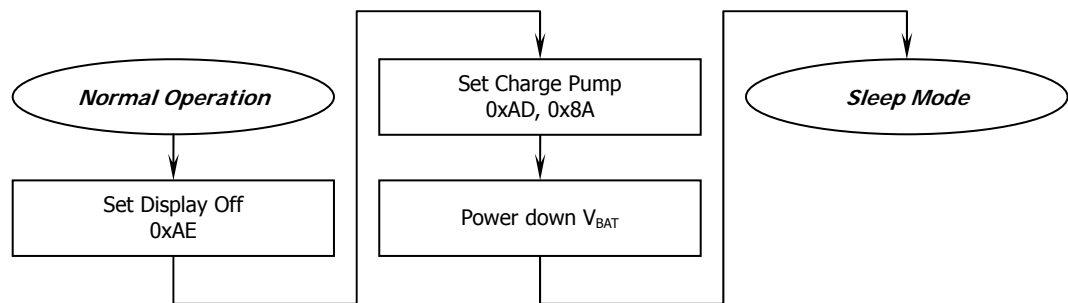 Normal Operation
Set Display Off
0xAE
Set Charge Pump
0xAD, 0x8A
Power down VBAT
Sleep Mode